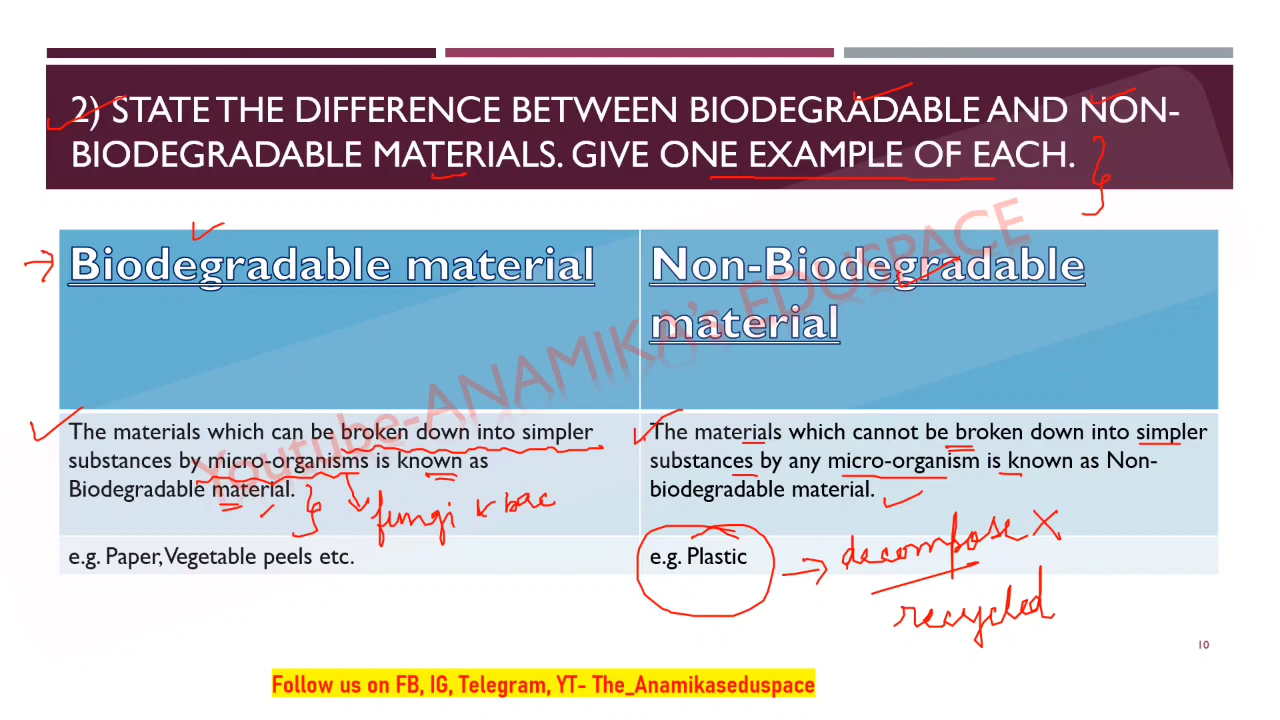 2) STATE THE DIFFERENCE BETWEEN BIODEGRADABLE AND NON-
BIODEGRADABLE MATERIALS. GIVE ONE EXAMPLE OF EACH.
Biodegradable material
Non-Biodegradable
material
The materials which can be broken down into simpler
substances by micro-organisms is known as
Biodegradable material.
fungi & bac
The materials which cannot be broken down into simpler
substances by any micro-organism is known as Non-
biodegradable material.
e.g. Paper, Vegetable peels etc.
e.g. Plastic
decompose X
recycled
Youtube-ANAMIKA's EDUSPACE
10
Follow us on FB, IG, Telegram, YT- The_Anamikaseduspace